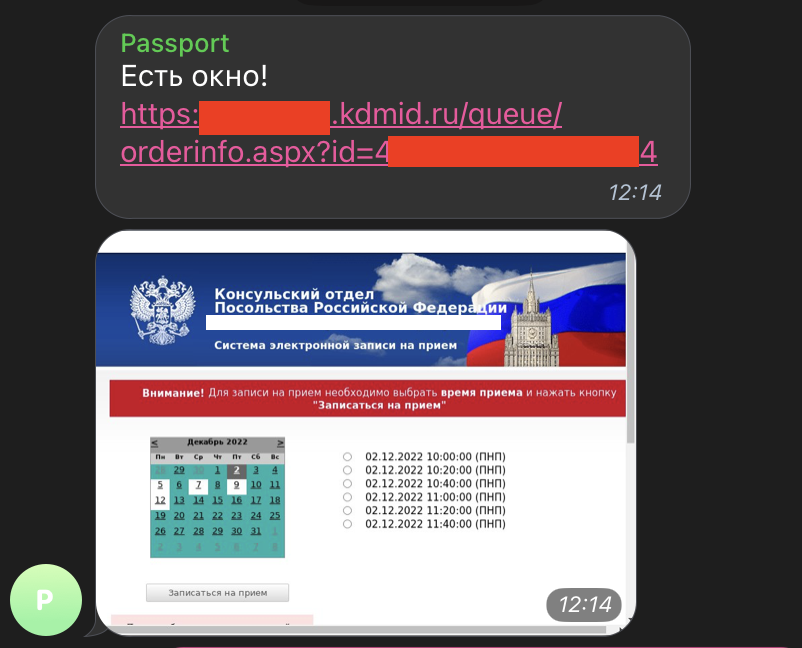 Passport
Есть окно!
https: .kdmid.ru/queue/
orderinfo.aspx?id=4 4
12:14
Консульский отдел
Посольства Российской Федерации
Система электронной записи на прием
Внимание! Для записи на прием необходимо выбрать время приема и нажать кнопку
"Записаться на прием"
< Декабрь 2022 >
Пн Вт Ср Чт Пт Сб Вс
28 29 30 1 2 3 4
5 6 7 8 9 10 11
12 13 14 15 16 17 18
19 20 21 22 23 24 25
26 27 28 29 30 31 1
2 3 4 5 6 7 8
02.12.2022 10:00:00 (ПНП)
02.12.2022 10:20:00 (ПНП)
02.12.2022 10:40:00 (ПНП)
02.12.2022 11:00:00 (ПНП)
02.12.2022 11:20:00 (ПНП)
02.12.2022 11:40:00 (ПНП)
Записаться на прием
12:14
P